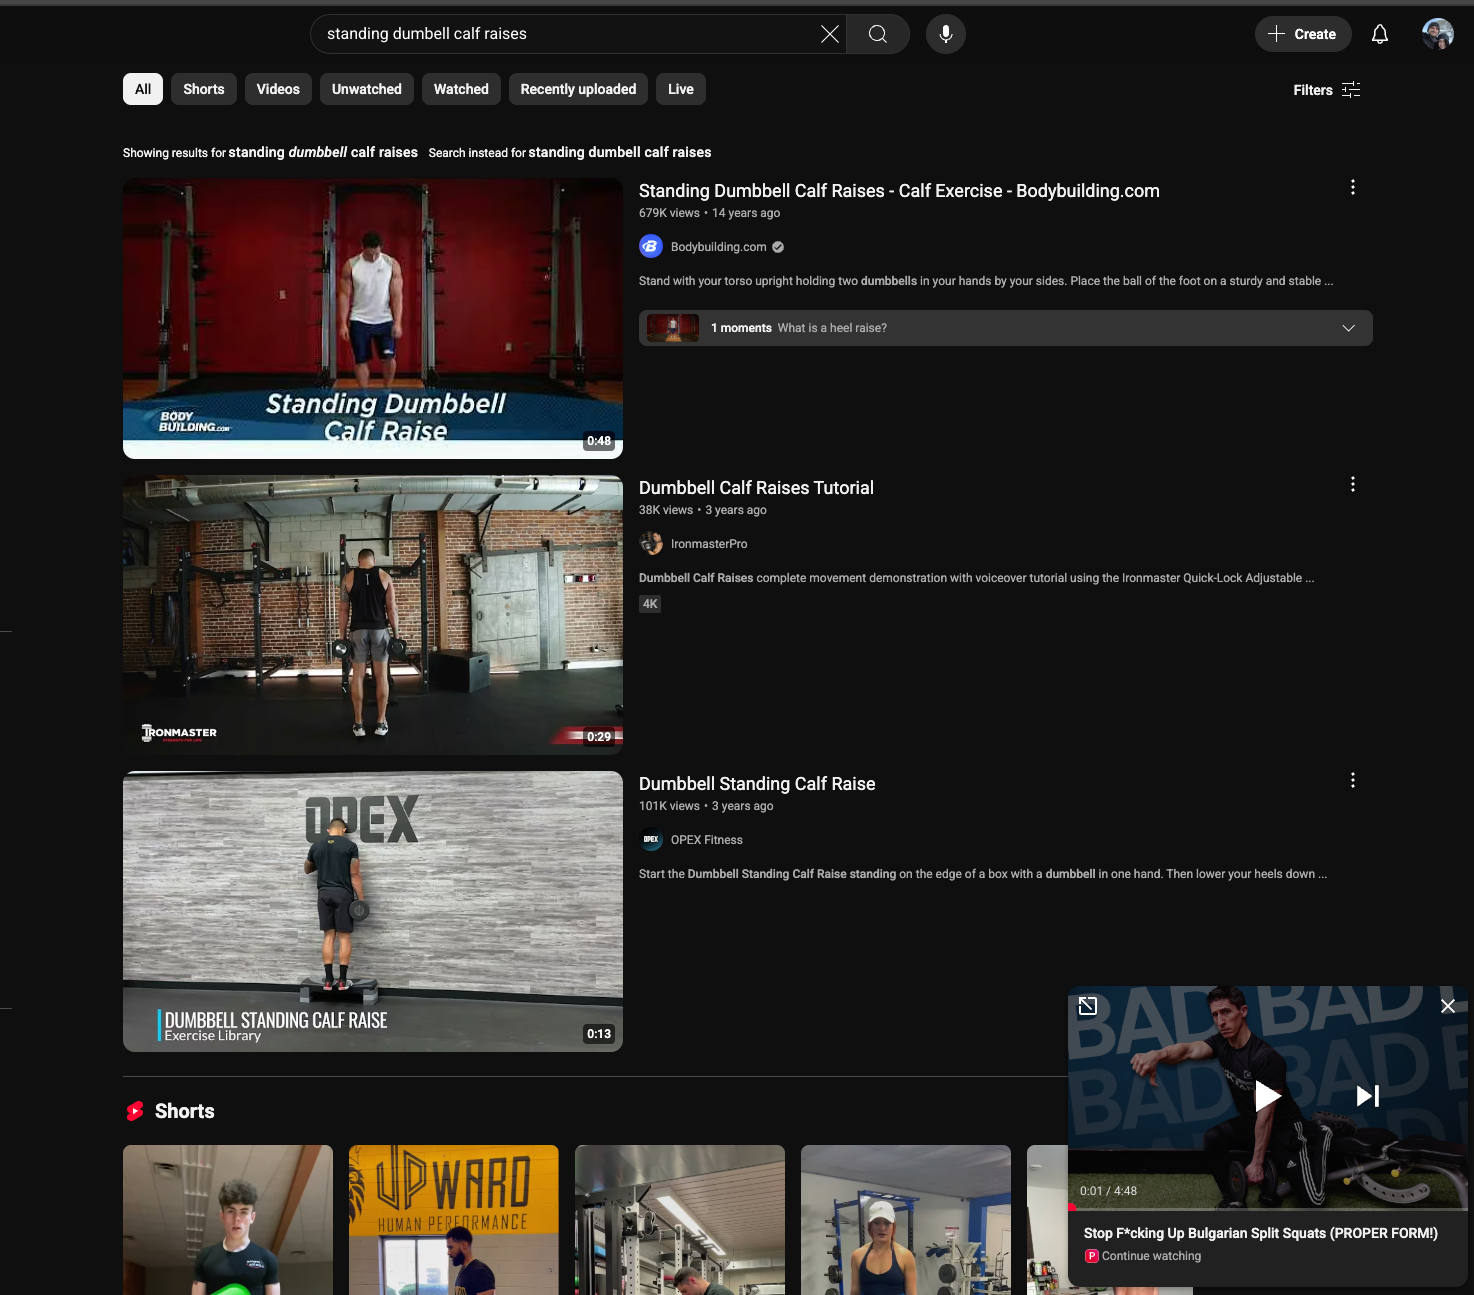 standing dumbell calf raises
Create
All
Shorts
Videos
Unwatched
Watched
Recently uploaded
Live
Filters
Showing results for standing dumbbell calf raises Search instead for standing dumbell calf raises
Standing Dumbbell
Calf Raise
BODY
BUILDING.com
0:48
Standing Dumbbell Calf Raises - Calf Exercise - Bodybuilding.com
679K views • 14 years ago
B
Bodybuilding.com
Stand with your torso upright holding two dumbbells in your hands by your sides. Place the ball of the foot on a sturdy and stable ...
1 moments What is a heel raise?
IRONMASTER
0:29
Dumbbell Calf Raises Tutorial
38K views • 3 years ago
IronmasterPro
Dumbbell Calf Raises complete movement demonstration with voiceover tutorial using the Ironmaster Quick-Lock Adjustable ...
4K
OPEX
DUMBBELL STANDING CALF RAISE
Exercise Library
0:13
Dumbbell Standing Calf Raise
101K views • 3 years ago
OPEX
OPEX Fitness
Start the Dumbbell Standing Calf Raise standing on the edge of a box with a dumbbell in one hand. Then lower your heels down ...
Shorts
UPWARD
HUMAN PERFORMANCE
BAD BAD
BAD BAD
0:01 / 4:48
Stop F*cking Up Bulgarian Split Squats (PROPER FORM!)
P Continue watching